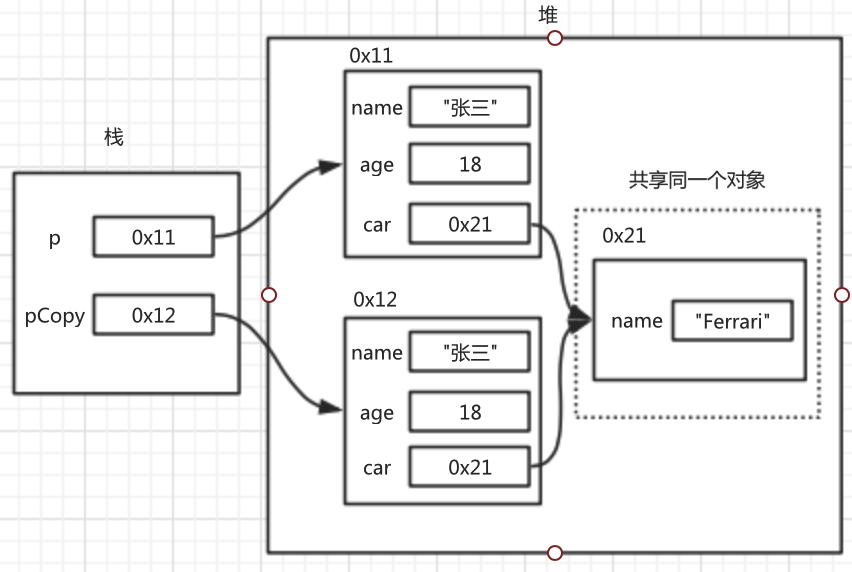 堆
栈
p 0x11
pCopy 0x12
0x11
name "张三"
age 18
car 0x21
0x12
name "张三"
age 18
car 0x21
共享同一个对象
0x21
name "Ferrari"